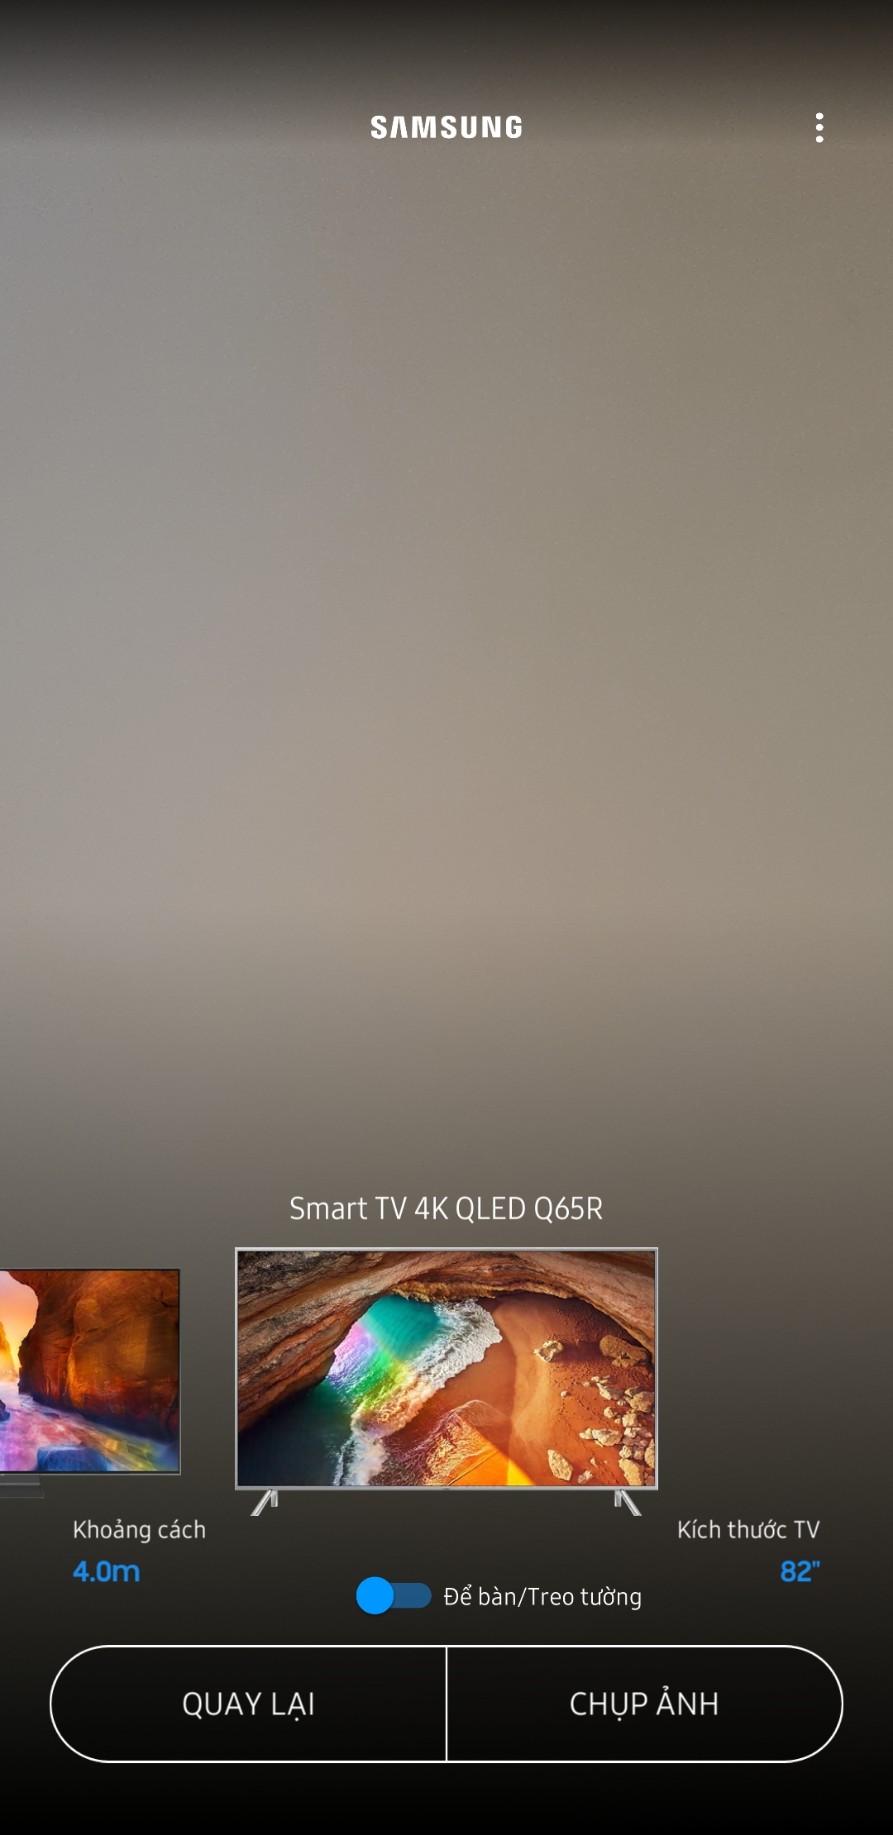 SAMSUNG
Smart TV 4K QLED Q65R
Khoảng cách
4.0m
Kích thước TV
82"
Để bàn/Treo tường
QUAY LẠI
CHỤP ẢNH